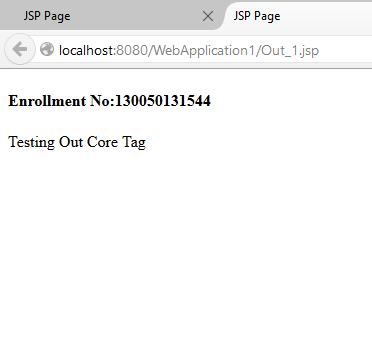 JSP Page
JSP Page
localhost:8080/WebApplication1/Out_1.jsp
Enrollment No:130050131544
Testing Out Core Tag